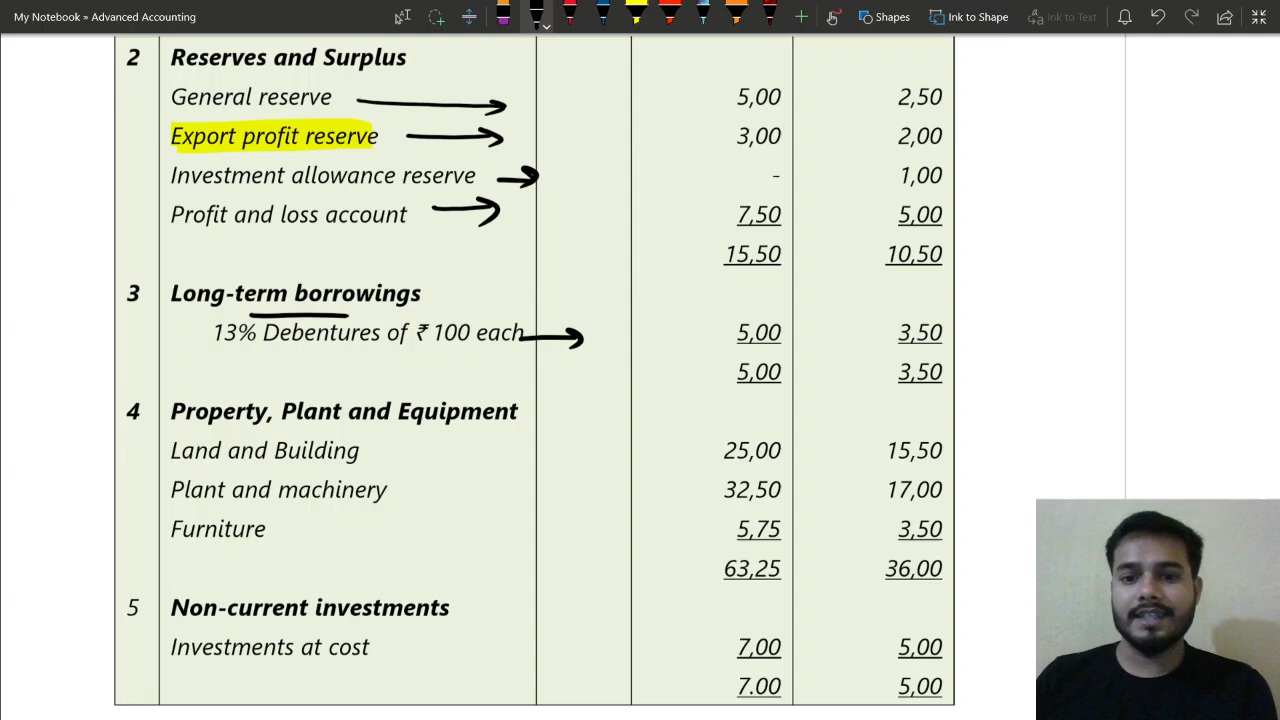 My Notebook » Advanced Accounting Shapes Ink to Shape Ink to Text
2 Reserves and Surplus
General reserve 5,00 2,50
Export profit reserve 3,00 2,00
Investment allowance reserve - 1,00
Profit and loss account 7,50 5,00
15,50 10,50
3 Long-term borrowings
13% Debentures of ₹ 100 each 5,00 3,50
5,00 3,50
4 Property, Plant and Equipment
Land and Building 25,00 15,50
Plant and machinery 32,50 17,00
Furniture 5,75 3,50
63,25 36,00
5 Non-current investments
Investments at cost 7,00 5,00
7.00 5,00